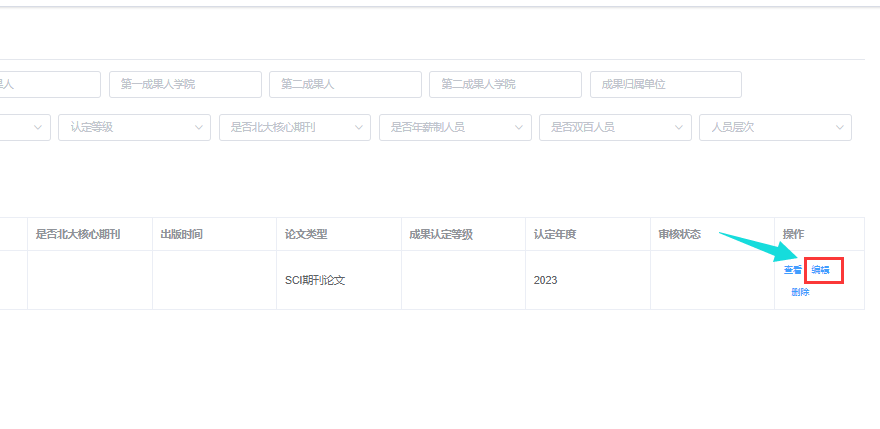 果人 第一成果人学院 第二成果人 第二成果人学院 成果归属单位
认定等级 是否北大核心期刊 是否年薪制人员 是否双百人员 人员层次
是否北大核心期刊 出版时间 论文类型 成果认定等级 认定年度 审核状态 操作
SCI期刊论文 2023 查看 编辑
删除